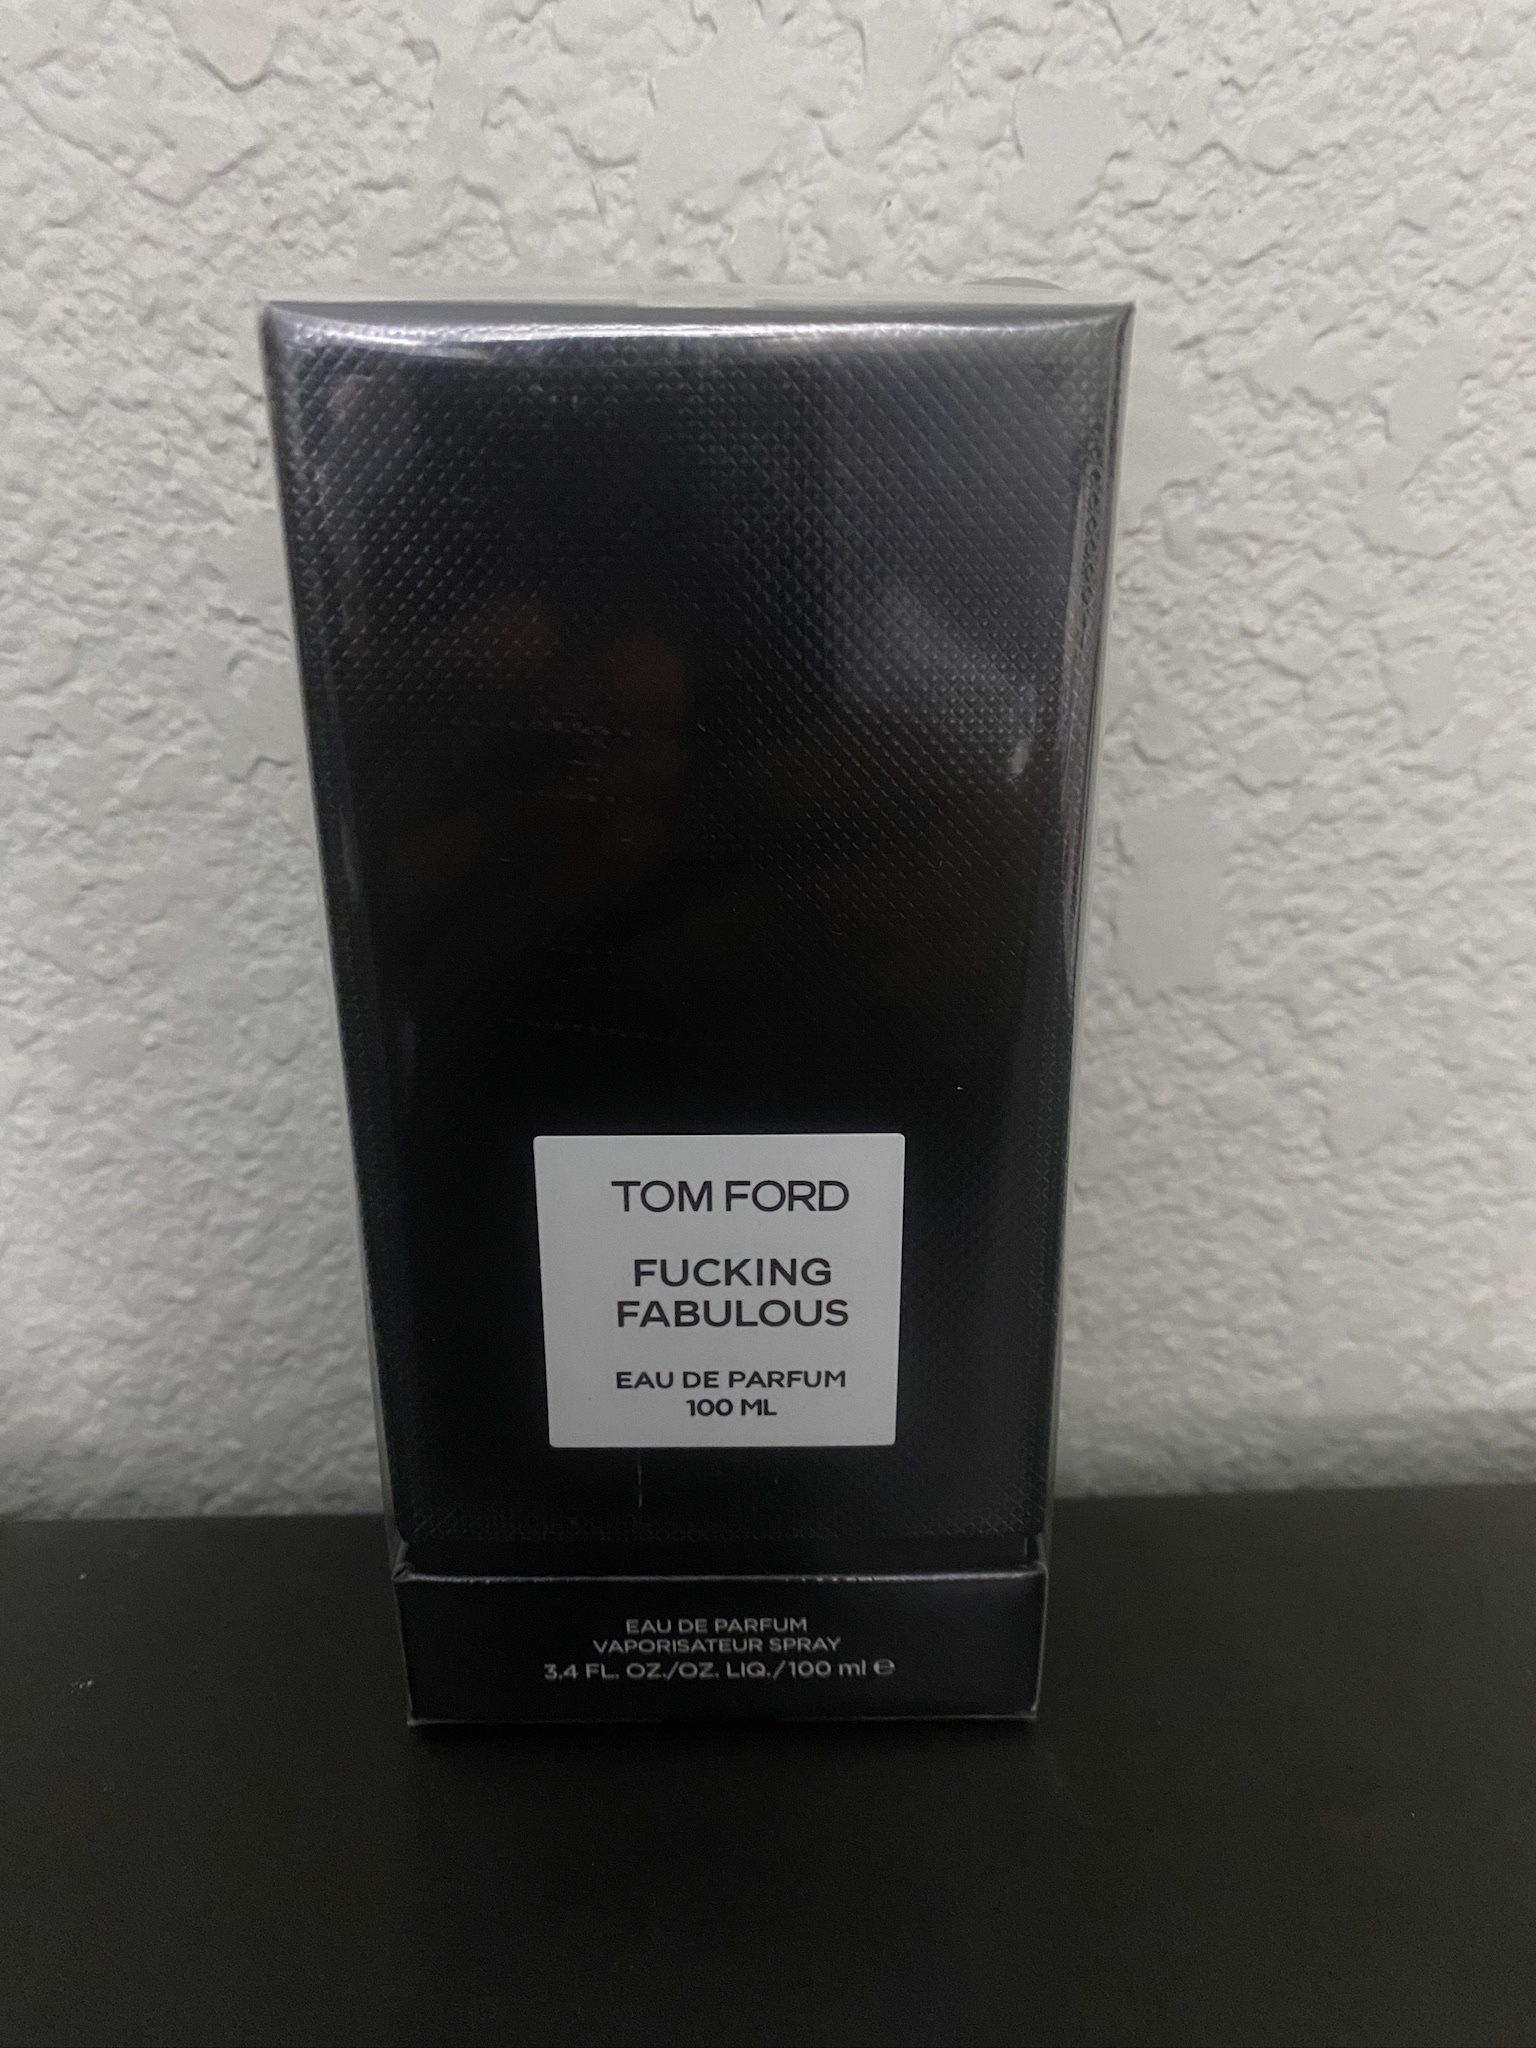 TOM FORD
FUCKING
FABULOUS
EAU DE PARFUM
100 ML
EAU DE PARFUM
VAPORISATEUR SPRAY
3.4 FL. OZ./OZ. LIQ./100 ml ℮